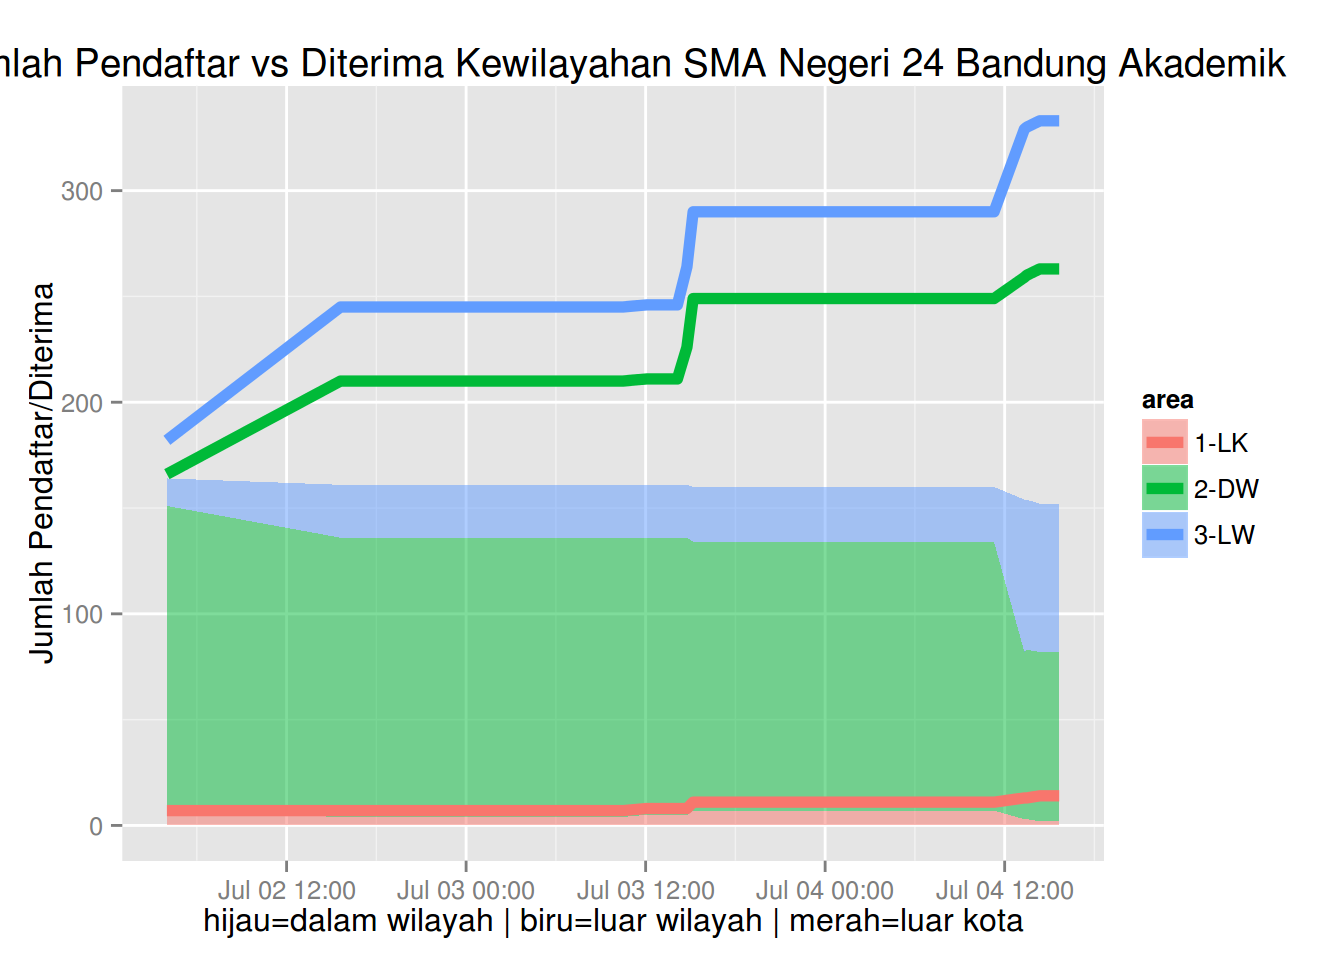 mlah Pendaftar vs Diterima Kewilayahan SMA Negeri 24 Bandung Akademik
Jumlah Pendaftar/Diterima
300
200
100
0
Jul 02 12:00 Jul 03 00:00 Jul 03 12:00 Jul 04 00:00 Jul 04 12:00
hijau=dalam wilayah | biru=luar wilayah | merah=luar kota
area
1-LK
2-DW
3-LW